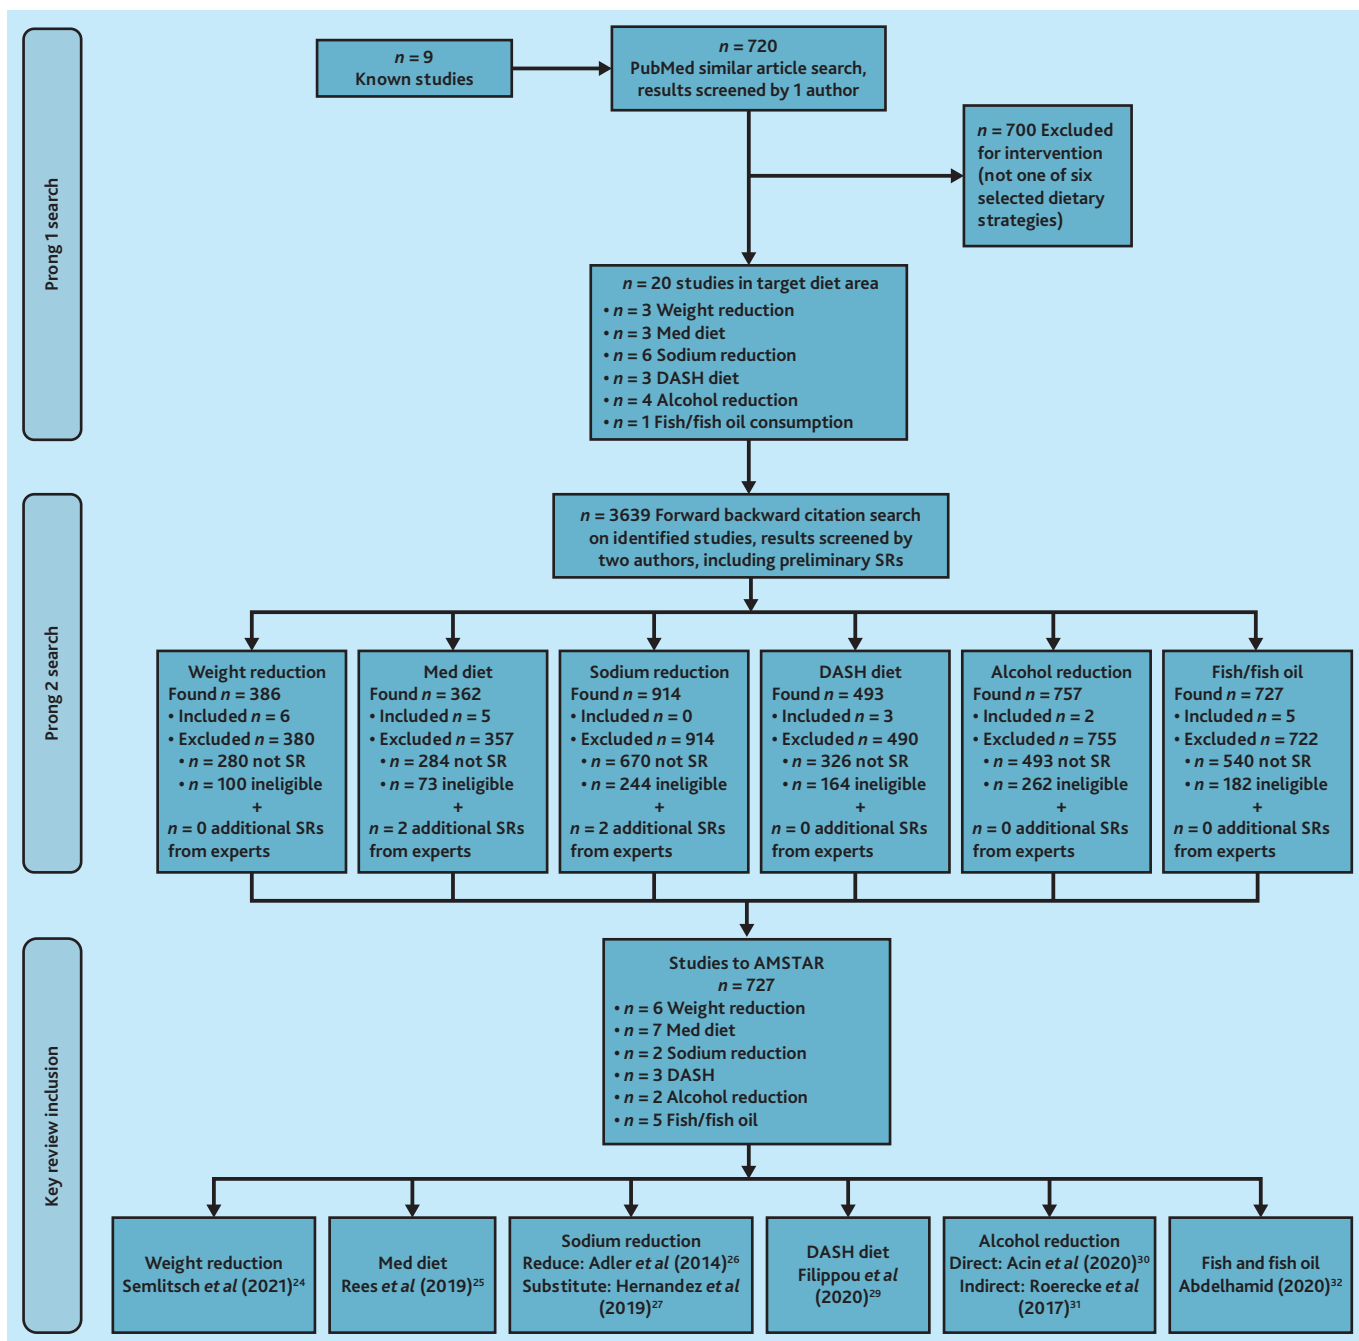 Prong 1 search
n = 9
Known studies
n = 720
PubMed similar article search,
results screened by 1 author
n = 700 Excluded
for intervention
(not one of six
selected dietary
strategies)
n = 20 studies in target diet area
• n = 3 Weight reduction
• n = 3 Med diet
• n = 6 Sodium reduction
• n = 3 DASH diet
• n = 4 Alcohol reduction
• n = 1 Fish/fish oil consumption
Prong 2 search
n = 3639 Forward backward citation search
on identified studies, results screened by
two authors, including preliminary SRs
Weight reduction
Found n = 386
• Included n = 6
• Excluded n = 380
• n = 280 not SR
• n = 100 ineligible
+
n = 0 additional SRs
from experts
Med diet
Found n = 362
• Included n = 5
• Excluded n = 357
• n = 284 not SR
• n = 73 ineligible
+
n = 2 additional SRs
from experts
Sodium reduction
Found n = 914
• Included n = 0
• Excluded n = 914
• n = 670 not SR
• n = 244 ineligible
+
n = 2 additional SRs
from experts
DASH diet
Found n = 493
• Included n = 3
• Excluded n = 490
• n = 326 not SR
• n = 164 ineligible
+
n = 0 additional SRs
from experts
Alcohol reduction
Found n = 757
• Included n = 2
• Excluded n = 755
• n = 493 not SR
• n = 262 ineligible
+
n = 0 additional SRs
from experts
Fish/fish oil
Found n = 727
• Included n = 5
• Excluded n = 722
• n = 540 not SR
• n = 182 ineligible
+
n = 0 additional SRs
from experts
Key review inclusion
Studies to AMSTAR
n = 727
• n = 6 Weight reduction
• n = 7 Med diet
• n = 2 Sodium reduction
• n = 3 DASH
• n = 2 Alcohol reduction
• n = 5 Fish/fish oil
Weight reduction
Semlitsch et al (2021)24
Med diet
Rees et al (2019)25
Sodium reduction
Reduce: Adler et al (2014)26
Substitute: Hernandez et al
(2019)27
DASH diet
Filippou et al
(2020)29
Alcohol reduction
Direct: Acin et al (2020)30
Indirect: Roerecke et al
(2017)31
Fish and fish oil
Abdelhamid (2020)32